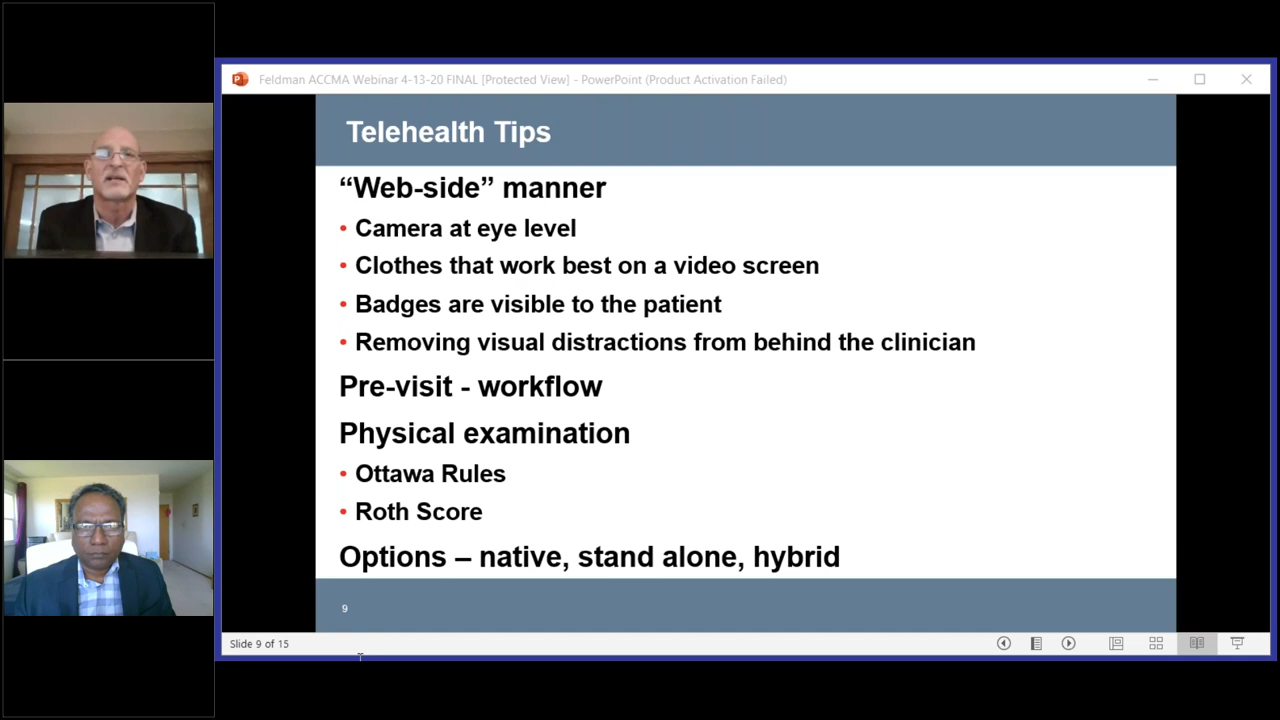 Feldman ACCMA Webinar 4-13-20 FINAL [Protected View] - PowerPoint (Product Activation Failed)
Telehealth Tips
“Web-side” manner
• Camera at eye level
• Clothes that work best on a video screen
• Badges are visible to the patient
• Removing visual distractions from behind the clinician
Pre-visit - workflow
Physical examination
• Ottawa Rules
• Roth Score
Options – native, stand alone, hybrid
9
Slide 9 of 15